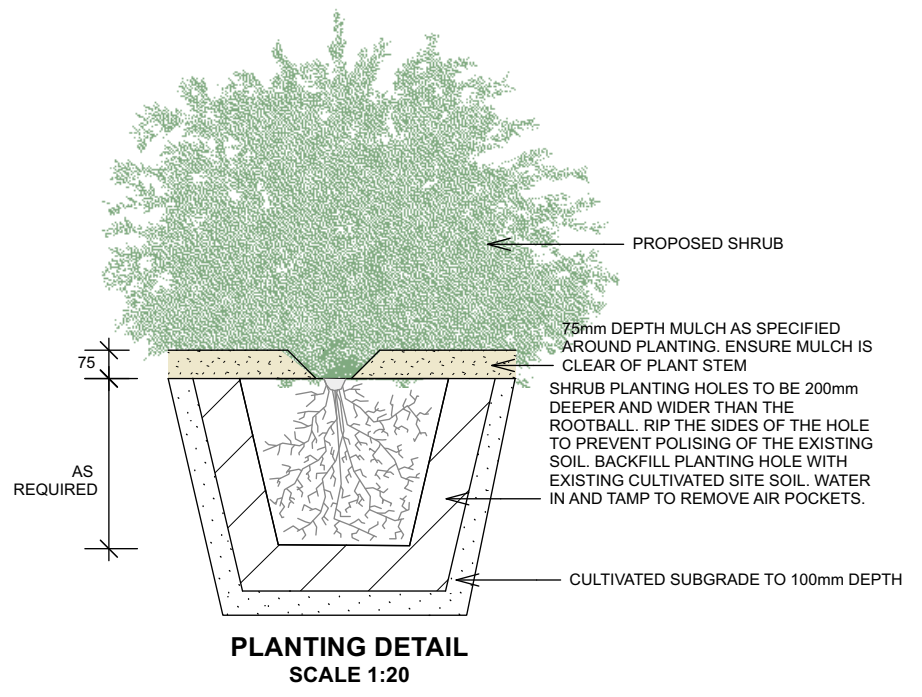 PROPOSED SHRUB
75mm DEPTH MULCH AS SPECIFIED
AROUND PLANTING. ENSURE MULCH IS
CLEAR OF PLANT STEM
75
SHRUB PLANTING HOLES TO BE 200mm
DEEPER AND WIDER THAN THE
ROOTBALL. RIP THE SIDES OF THE HOLE
TO PREVENT POLISING OF THE EXISTING
SOIL. BACKFILL PLANTING HOLE WITH
EXISTING CULTIVATED SITE SOIL. WATER
IN AND TAMP TO REMOVE AIR POCKETS.
AS
REQUIRED
CULTIVATED SUBGRADE TO 100mm DEPTH
PLANTING DETAIL
SCALE 1:20